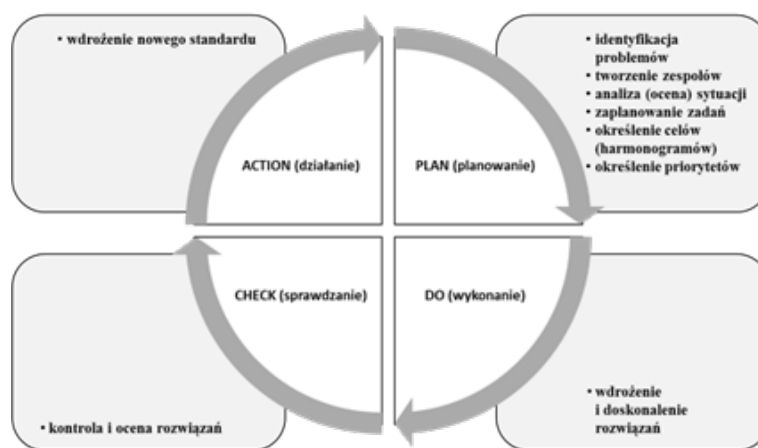 • wdrożenie nowego standardu
• identyfikacja
problemów
• tworzenie zespołów
• analiza (ocena) sytuacji
• zaplanowanie zadań
• określenie celów
(harmonogramów)
• określenie priorytetów
ACTION (działanie)
PLAN (planowanie)
CHECK (sprawdzanie)
DO (wykonanie)
• kontrola i ocena rozwiązań
• wdrożenie
i doskonalenie
rozwiązań